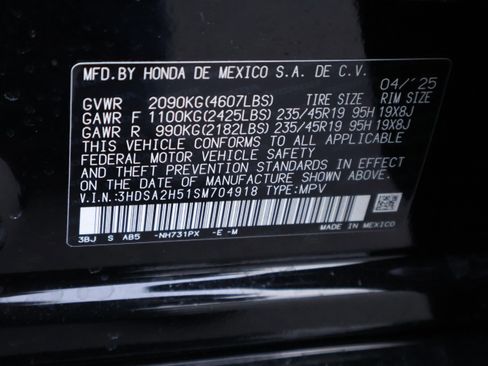 MFD.BY HONDA DE MEXICO S.A. DE C.V. 04/'25
GVWR 2090KG(4607LBS) TIRE SIZE RIM SIZE
GAWR F 1100KG(2425LBS) 235/45R19 95H 19X8J
GAWR R 990KG(2182LBS) 235/45R19 95H 19X8J
THIS VEHICLE CONFORMS TO ALL APPLICABLE
FEDERAL MOTOR VEHICLE SAFETY
AND THEFT PREVENTION STANDARDS IN EFFECT
ON THE DATE OF MANUFACTURE SHOWN ABOVE.
V.I.N.:3HDSA2H51SM704918 TYPE:MPV
3BJ S AB5 -NH731PX -E -M MADE IN MEXICO